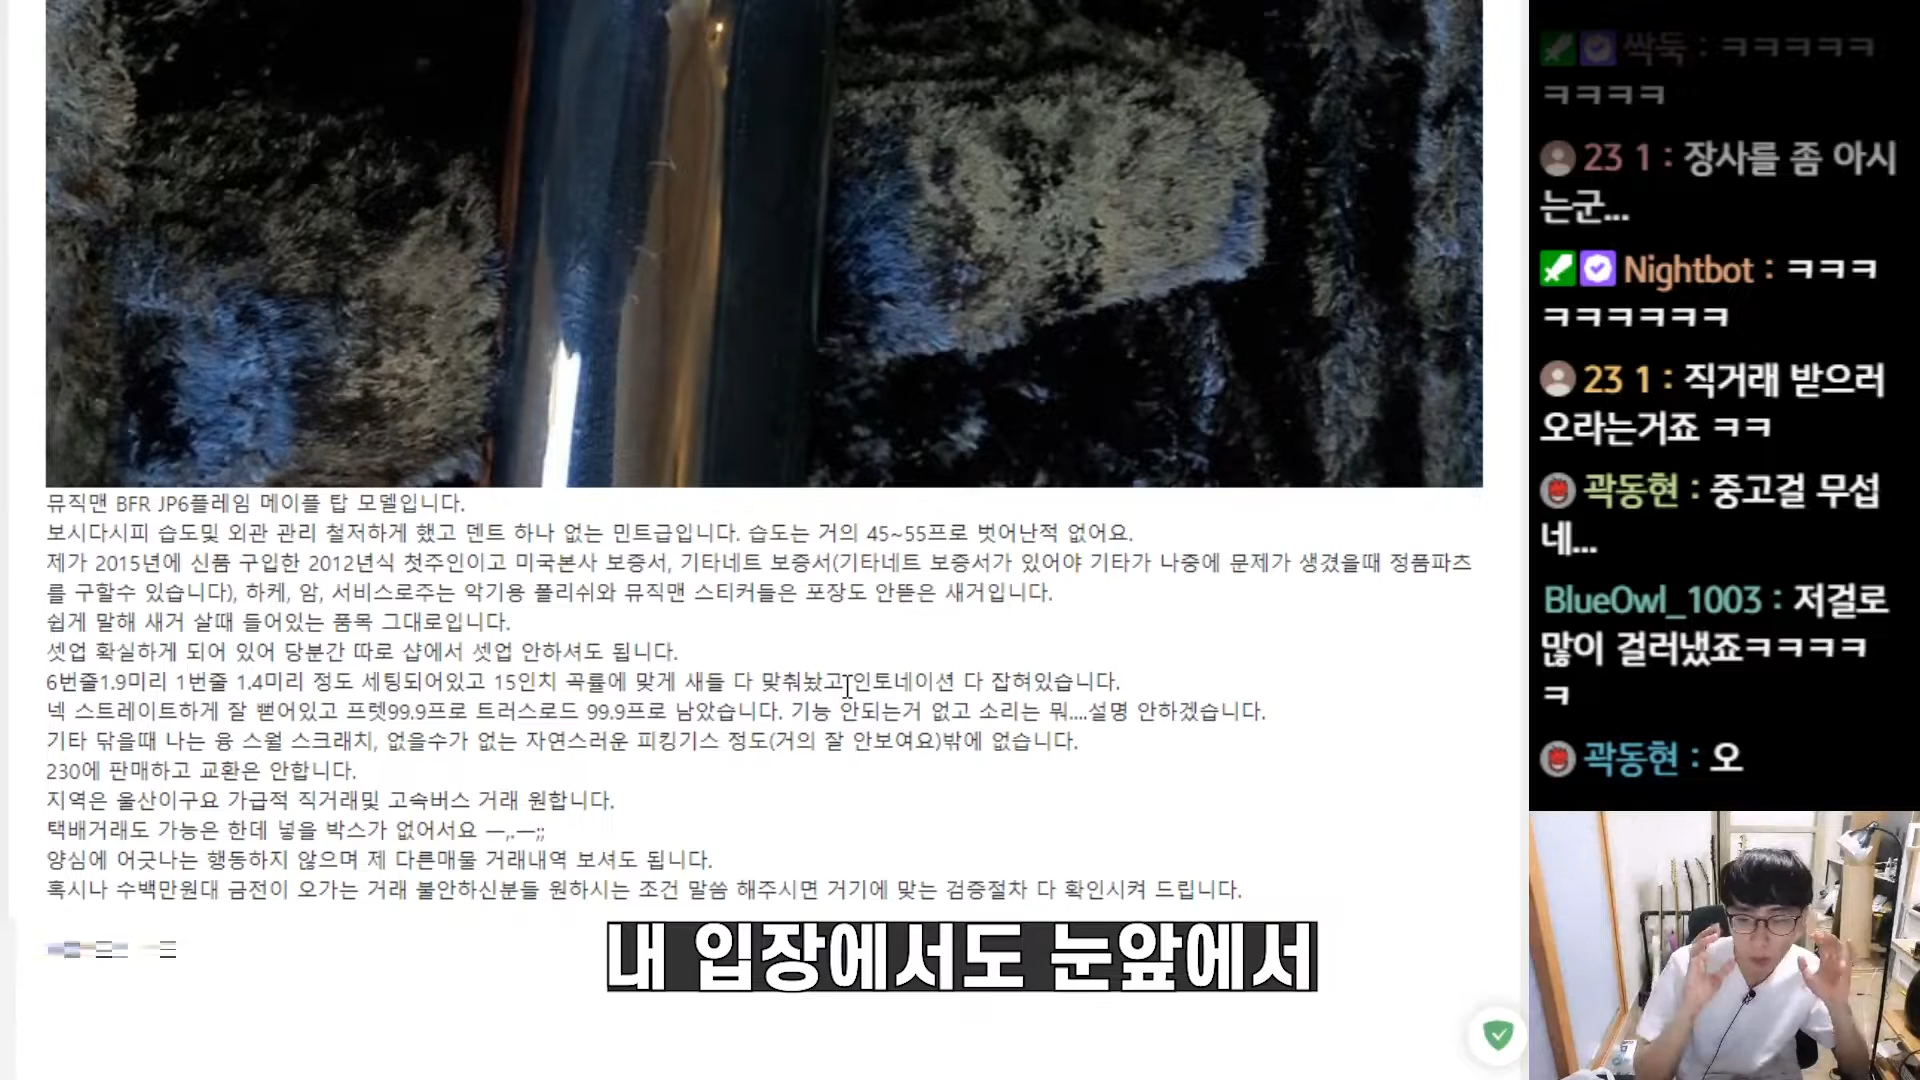 뮤직맨 BFR JP6플레임 메이플 탑 모델입니다.
보시다시피 습도및 외관 관리 철저하게 했고 덴트 하나 없는 민트급입니다. 습도는 거의 45~55프로 벗어난적 없어요.
제가 2015년에 신품 구입한 2012년식 첫주인이고 미국본사 보증서, 기타네트 보증서(기타네트 보증서가 있어야 기타가 나중에 문제가 생겼을때 정품파츠
를 구할수 있습니다), 하케, 암, 서비스로주는 악기용 폴리쉬와 뮤직맨 스티커들은 포장도 안뜯은 새거입니다.
쉽게 말해 새거 살때 들어있는 품목 그대로입니다.
셋업 확실하게 되어 있어 당분간 따로 샵에서 셋업 안하셔도 됩니다.
6번줄1.9미리 1번줄 1.4미리 정도 세팅되어있고 15인치 곡률에 맞게 새들 다 맞춰놨고 인토네이션 다 잡혀있습니다.
넥 스트레이트하게 잘 뻗어있고 프렛99.9프로 트러스로드 99.9프로 남았습니다. 기능 안되는거 없고 소리는 뭐....설명 안하겠습니다.
기타 닦을때 나는 융 스월 스크래치, 없을수가 없는 자연스러운 피킹기스 정도(거의 잘 안보여요)밖에 없습니다.
230에 판매하고 교환은 안합니다.
지역은 울산이구요 가급적 직거래및 고속버스 거래 원합니다.
택배거래도 가능은 한데 넣을 박스가 없어서요 ㅡ,.ㅡ;;
양심에 어긋나는 행동하지 않으며 제 다른매물 거래내역 보셔도 됩니다.
혹시나 수백만원대 금전이 오가는 거래 불안하신분들 원하시는 조건 말씀 해주시면 거기에 맞는 검증절차 다 확인시켜 드립니다.
내 입장에서도 눈앞에서
싹둑 : ㅋㅋㅋㅋㅋ
ㅋㅋㅋㅋ
23 1 : 장사를 좀 아시
는군...
Nightbot : ㅋㅋㅋ
ㅋㅋㅋㅋㅋㅋ
23 1 : 직거래 받으러
오라는거죠 ㅋㅋ
곽동현 : 중고걸 무섭
네...
BlueOwl_1003 : 저걸로
많이 걸러냈죠ㅋㅋㅋㅋ
ㅋ
곽동현 : 오